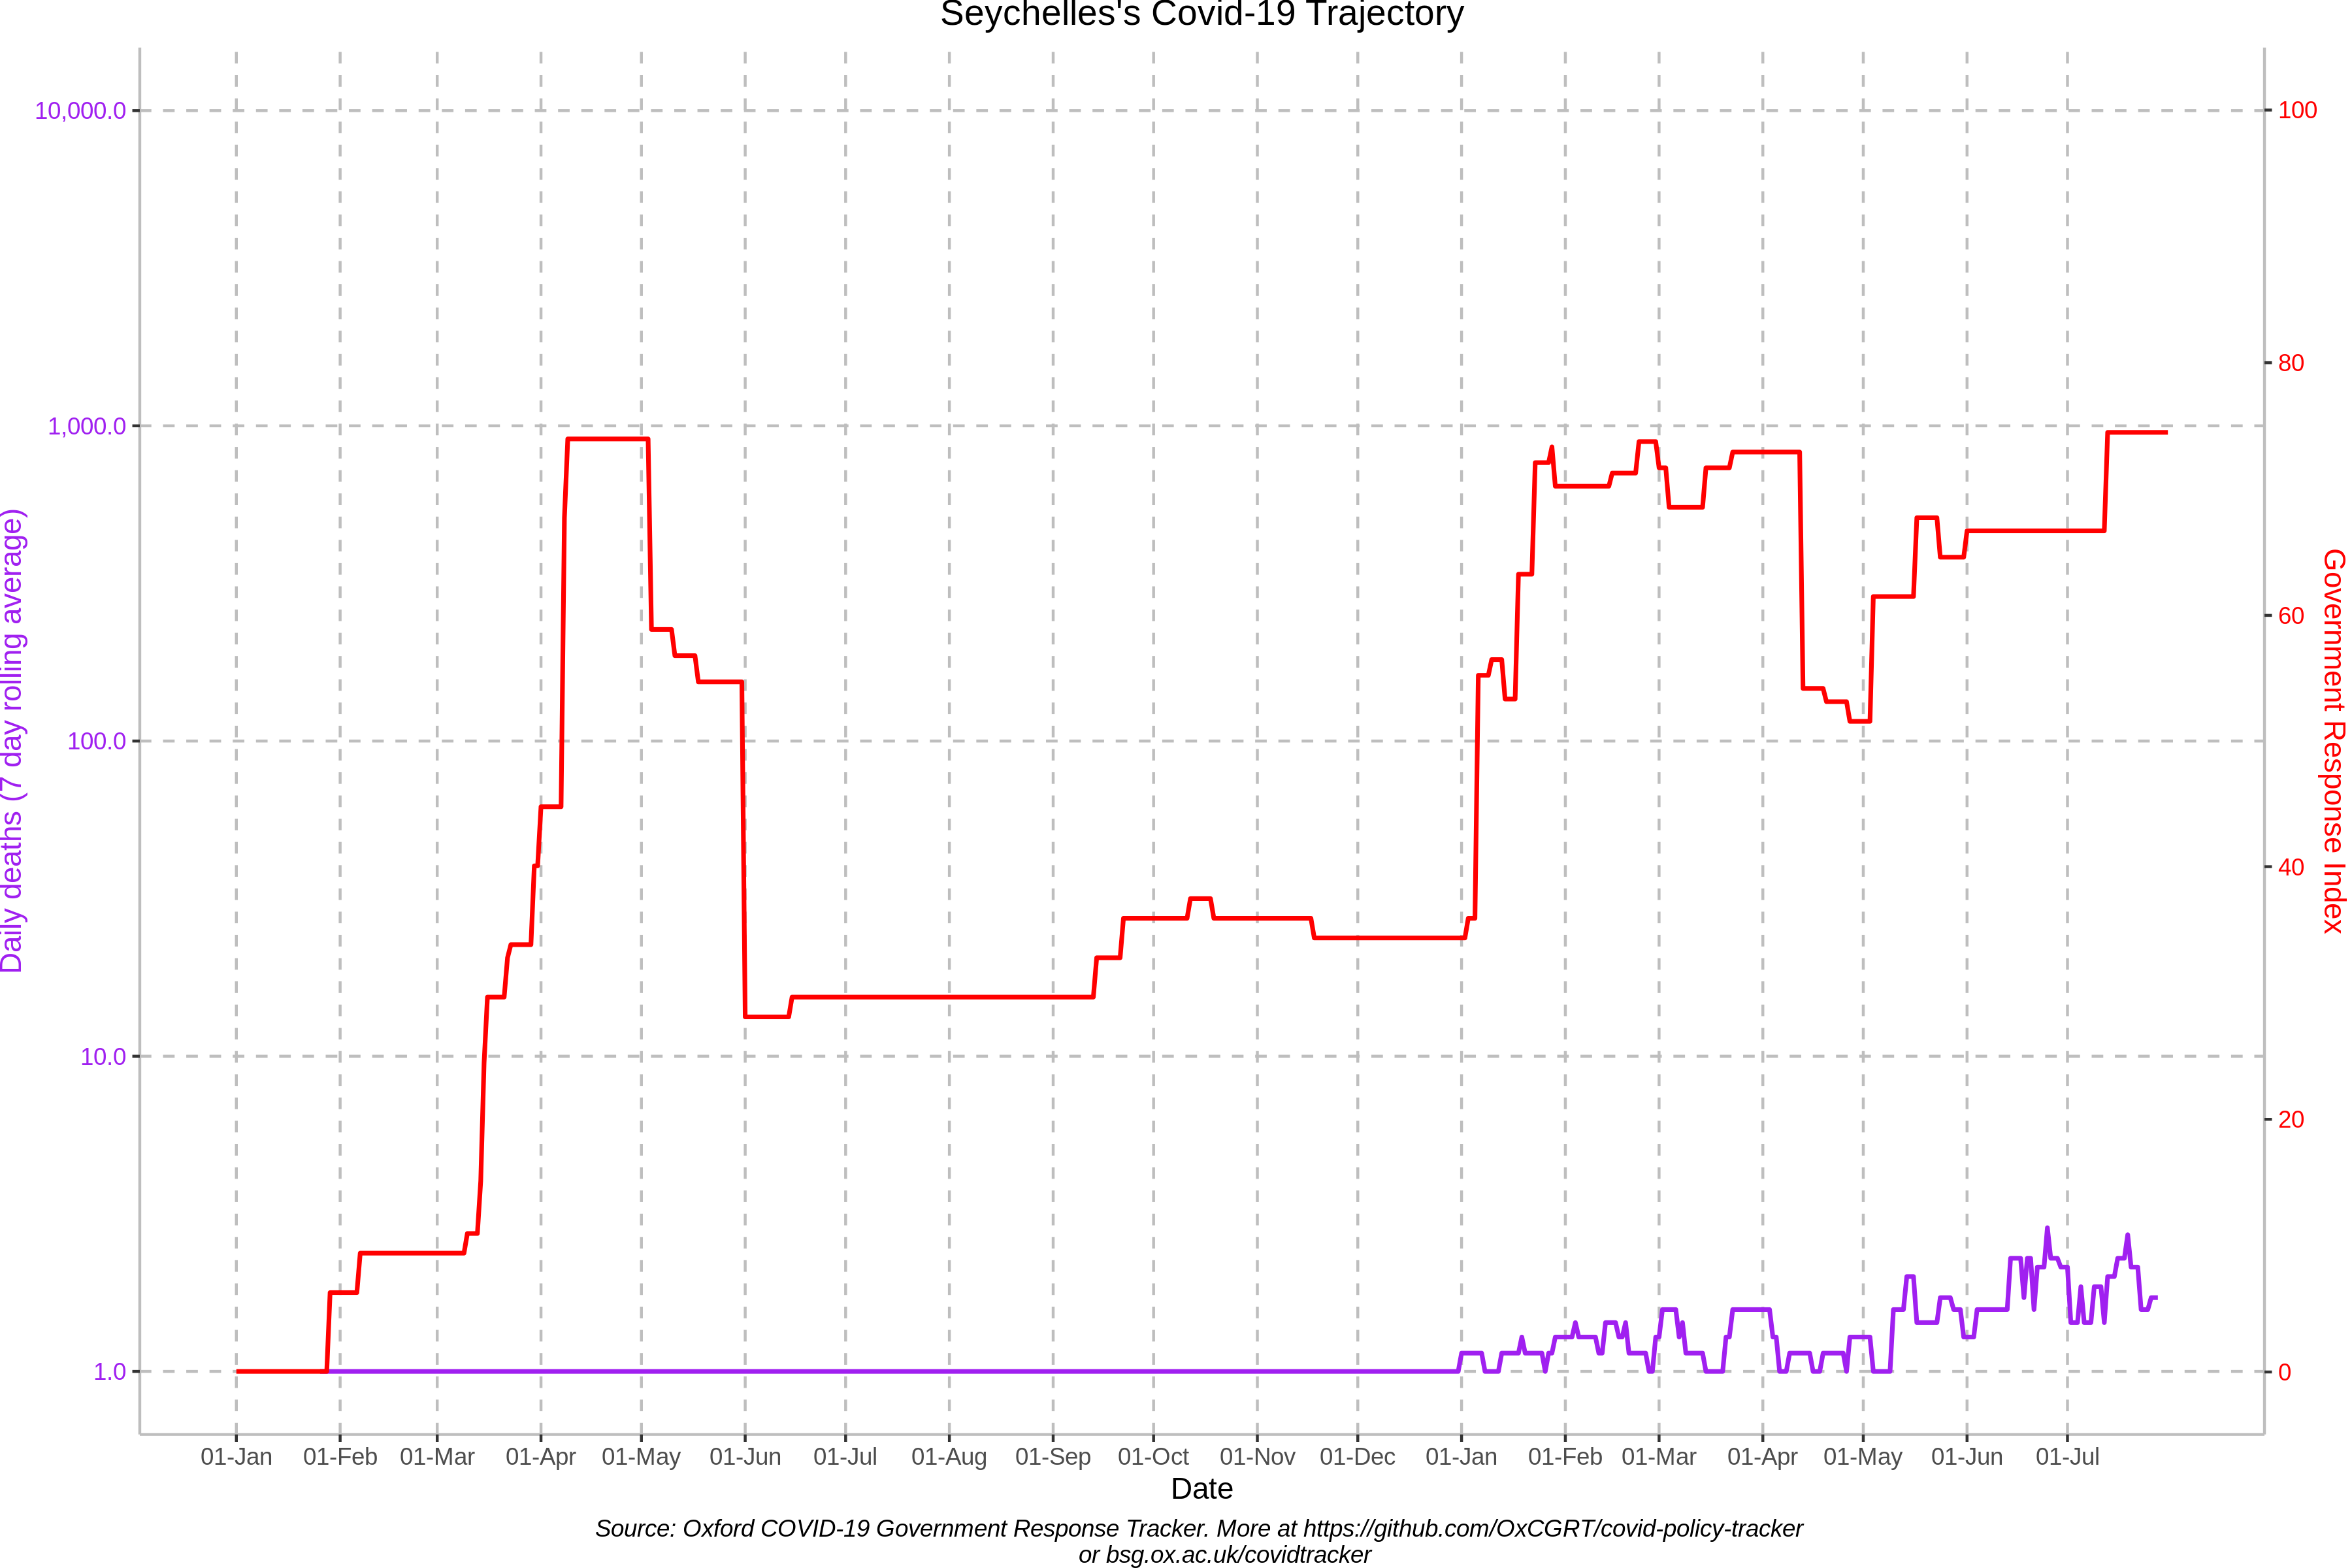 Seychelles's Covid-19 Trajectory
10,000.0
1,000.0
100.0
10.0
1.0
Daily deaths (7 day rolling average)
100
80
60
40
20
0
Government Response Index
01-Jan 01-Feb 01-Mar 01-Apr 01-May 01-Jun 01-Jul 01-Aug 01-Sep 01-Oct 01-Nov 01-Dec 01-Jan 01-Feb 01-Mar 01-Apr 01-May 01-Jun 01-Jul
Date
Source: Oxford COVID-19 Government Response Tracker. More at https://github.com/OxCGRT/covid-policy-tracker
or bsg.ox.ac.uk/covidtracker